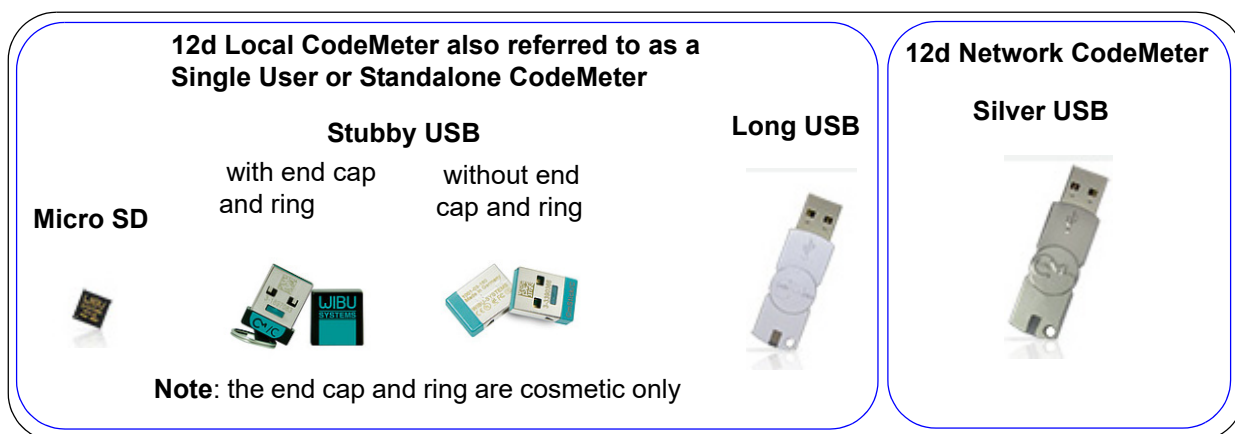 12d Local CodeMeter also referred to as a
Single User or Standalone CodeMeter
Stubby USB
with end cap
and ring
without end
cap and ring
Micro SD
Long USB
WIBU
SYSTEMS
Note: the end cap and ring are cosmetic only
12d Network CodeMeter
Silver USB